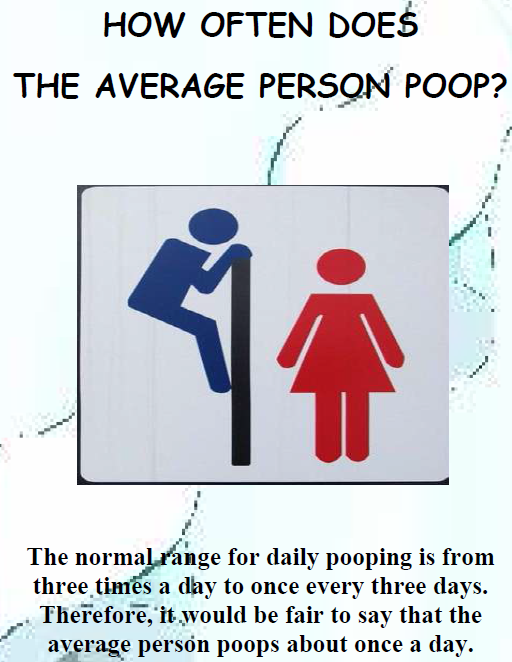 HOW OFTEN DOES
THE AVERAGE PERSON POOP?
The normal range for daily pooping is from
three times a day to once every three days.
Therefore, it would be fair to say that the
average person poops about once a day.